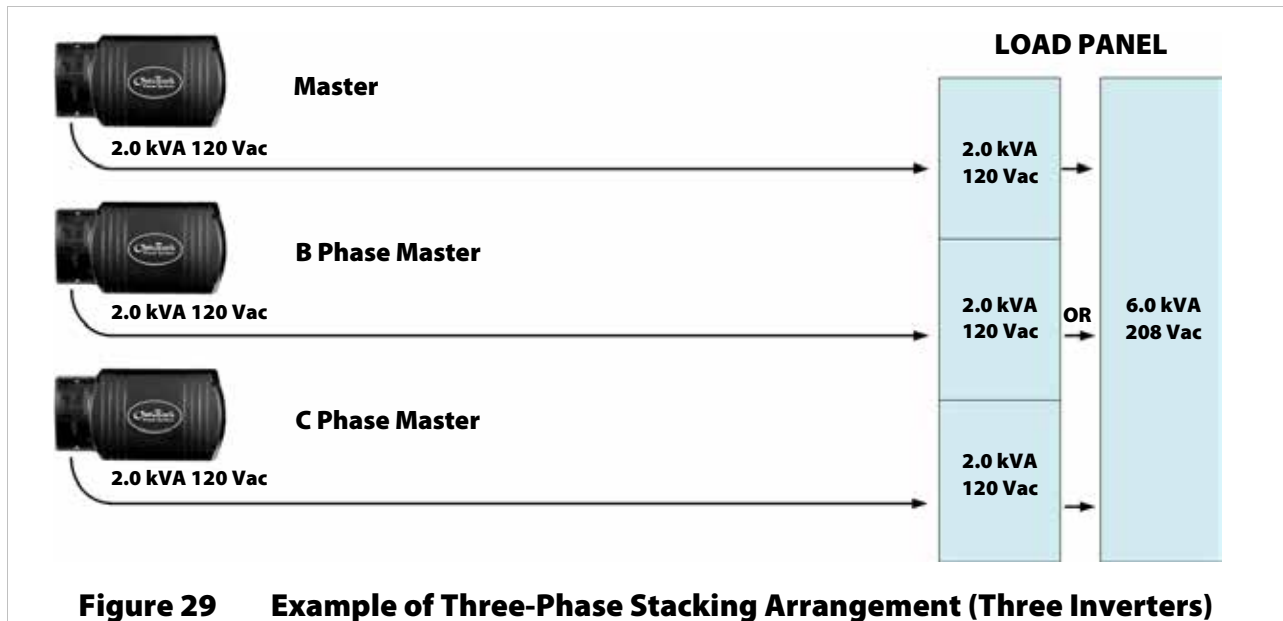 LOAD PANEL
Master
2.0 kVA 120 Vac
2.0 kVA
120 Vac
B Phase Master
2.0 kVA 120 Vac
2.0 kVA
120 Vac
OR
6.0 kVA
208 Vac
C Phase Master
2.0 kVA 120 Vac
2.0 kVA
120 Vac
Figure 29 Example of Three-Phase Stacking Arrangement (Three Inverters)